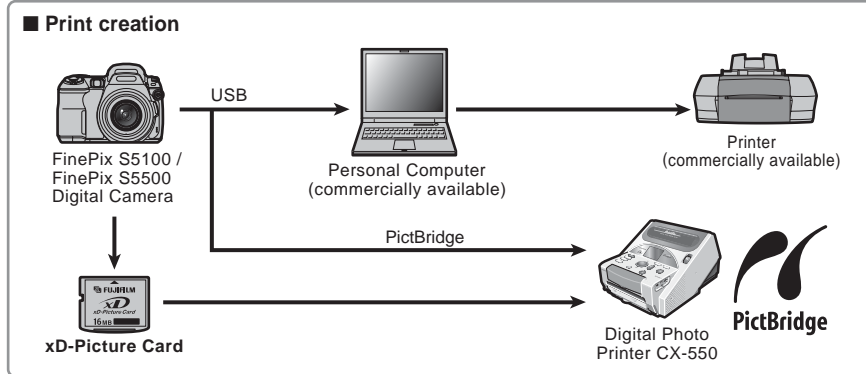 ■ Print creation
USB
FinePix S5100 /
FinePix S5500
Digital Camera
Personal Computer
(commercially available)
Printer
(commercially available)
PictBridge
FUJIFILM
xD
xD-Picture Card
16MB
xD-Picture Card
Digital Photo
Printer CX-550
PictBridge